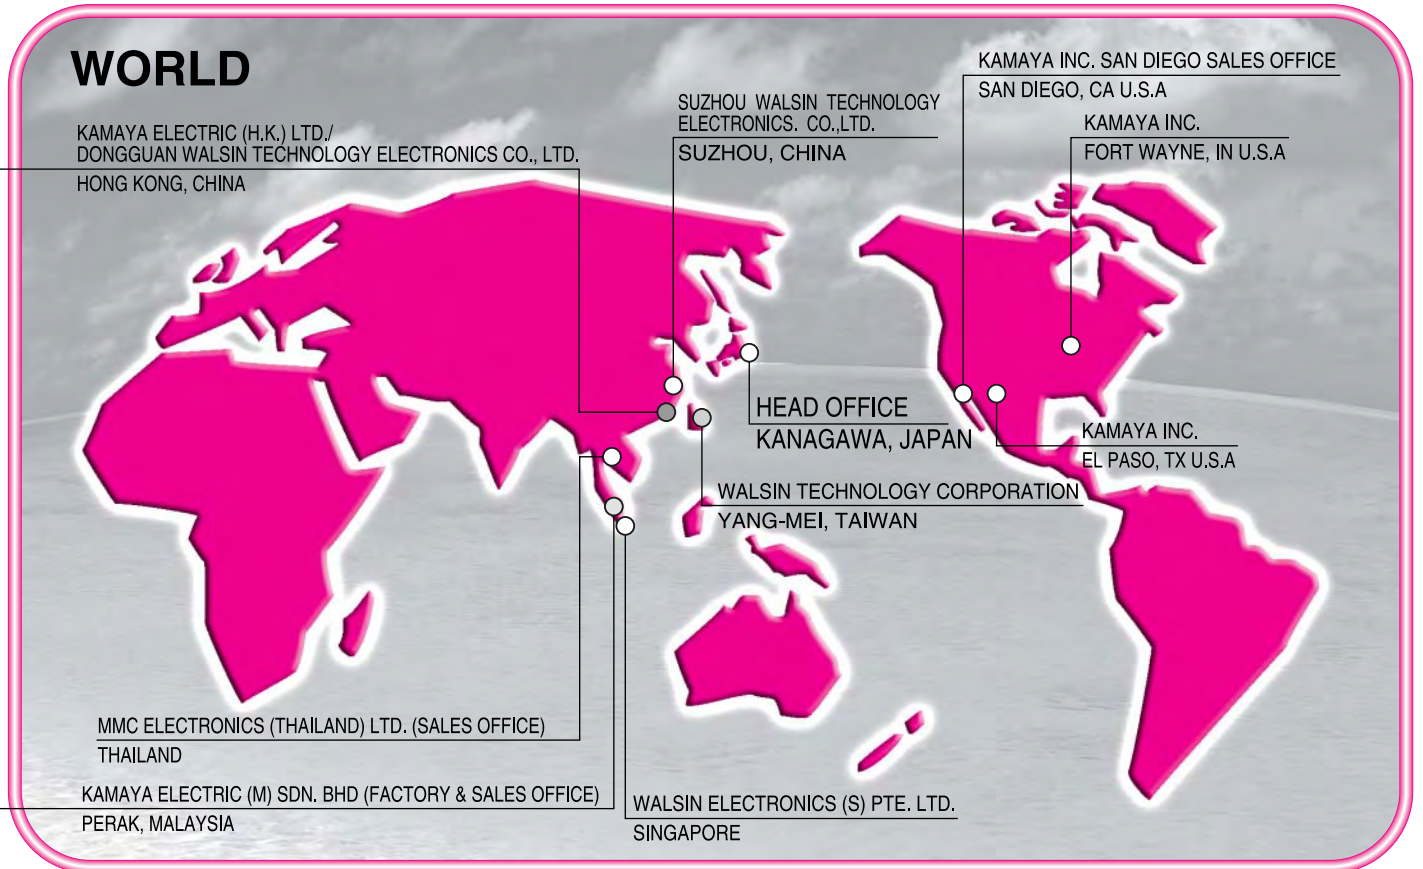 WORLD
KAMAYA INC. SAN DIEGO SALES OFFICE
SAN DIEGO, CA U.S.A
SUZHOU WALSIN TECHNOLOGY
ELECTRONICS. CO.,LTD.
SUZHOU, CHINA
KAMAYA INC.
FORT WAYNE, IN U.S.A
KAMAYA ELECTRIC (H.K.) LTD./
DONGGUAN WALSIN TECHNOLOGY ELECTRONICS CO., LTD.
HONG KONG, CHINA
HEAD OFFICE
KANAGAWA, JAPAN
KAMAYA INC.
EL PASO, TX U.S.A
WALSIN TECHNOLOGY CORPORATION
YANG-MEI, TAIWAN
MMC ELECTRONICS (THAILAND) LTD. (SALES OFFICE)
THAILAND
KAMAYA ELECTRIC (M) SDN. BHD (FACTORY & SALES OFFICE)
PERAK, MALAYSIA
WALSIN ELECTRONICS (S) PTE. LTD.
SINGAPORE